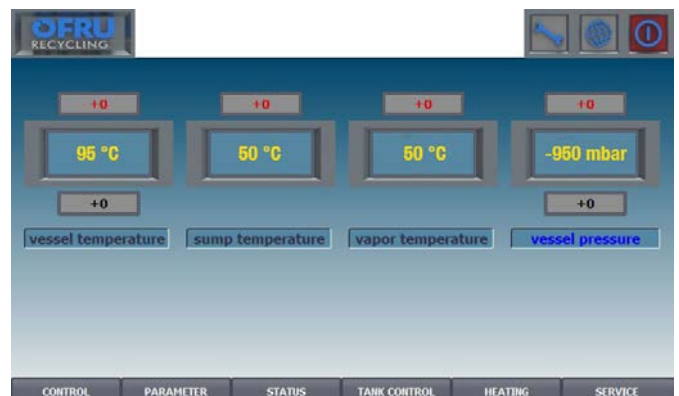 OFRU
RECYCLING
+0 +0 +0 +0
95 °C 50 °C 50 °C -950 mbar
+0 +0
vessel temperature sump temperature vapor temperature vessel pressure
CONTROL PARAMETER STATUS TANK CONTROL HEATING SERVICE